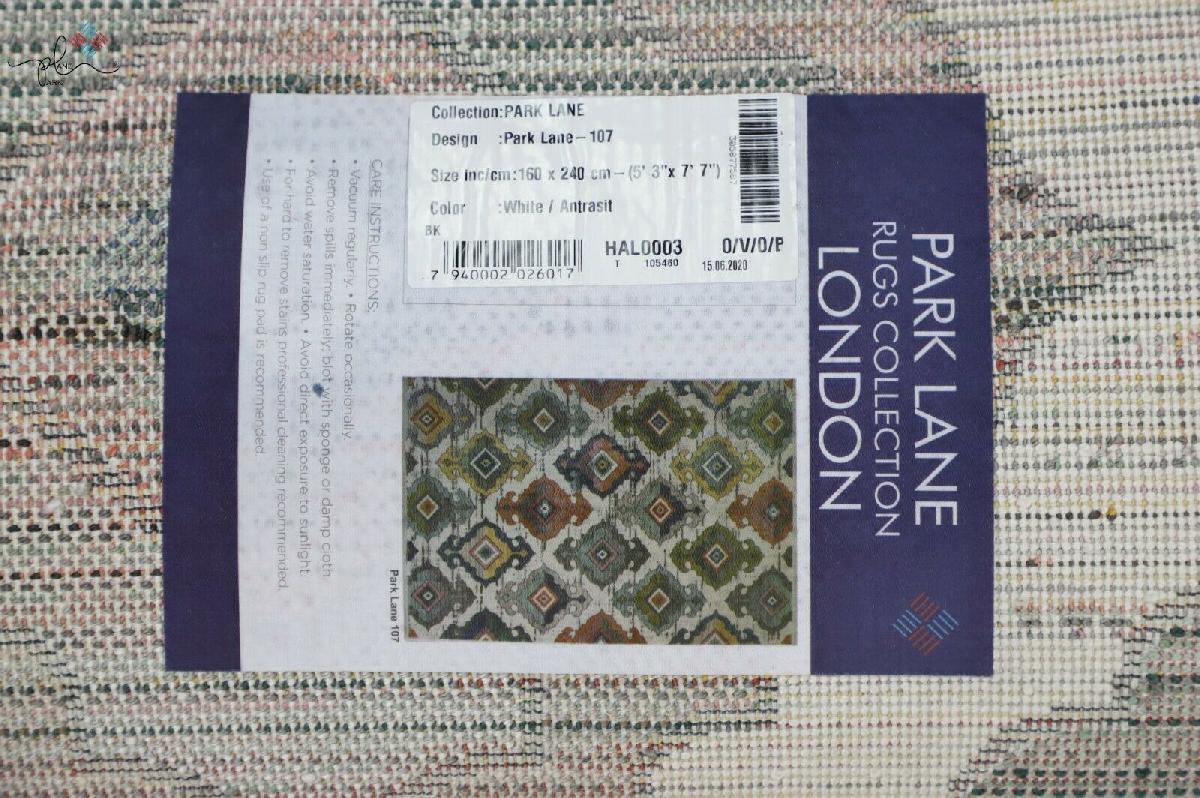 Collection:PARK LANE
Design :Park Lane-107
Size inc/cm:160 x 240 cm-(5' 3"x 7' 7")
Color :White / Antrasit
BK
HAL0003 O/V/O/P
T 105460 15.06.2020
7 940002 026017
PARK LANE
RUGS COLLECTION
LONDON
CARE INSTRUCTIONS:
• Vacuum regularly. • Rotate occasionally
• Remove spills immediately; blot with sponge or damp cloth
• Avoid water saturation. • Avoid direct exposure to sunlight
• For hard to remove stains professional cleaning recommended.
• Use of a non slip rug pad is recommended.
Park Lane 107